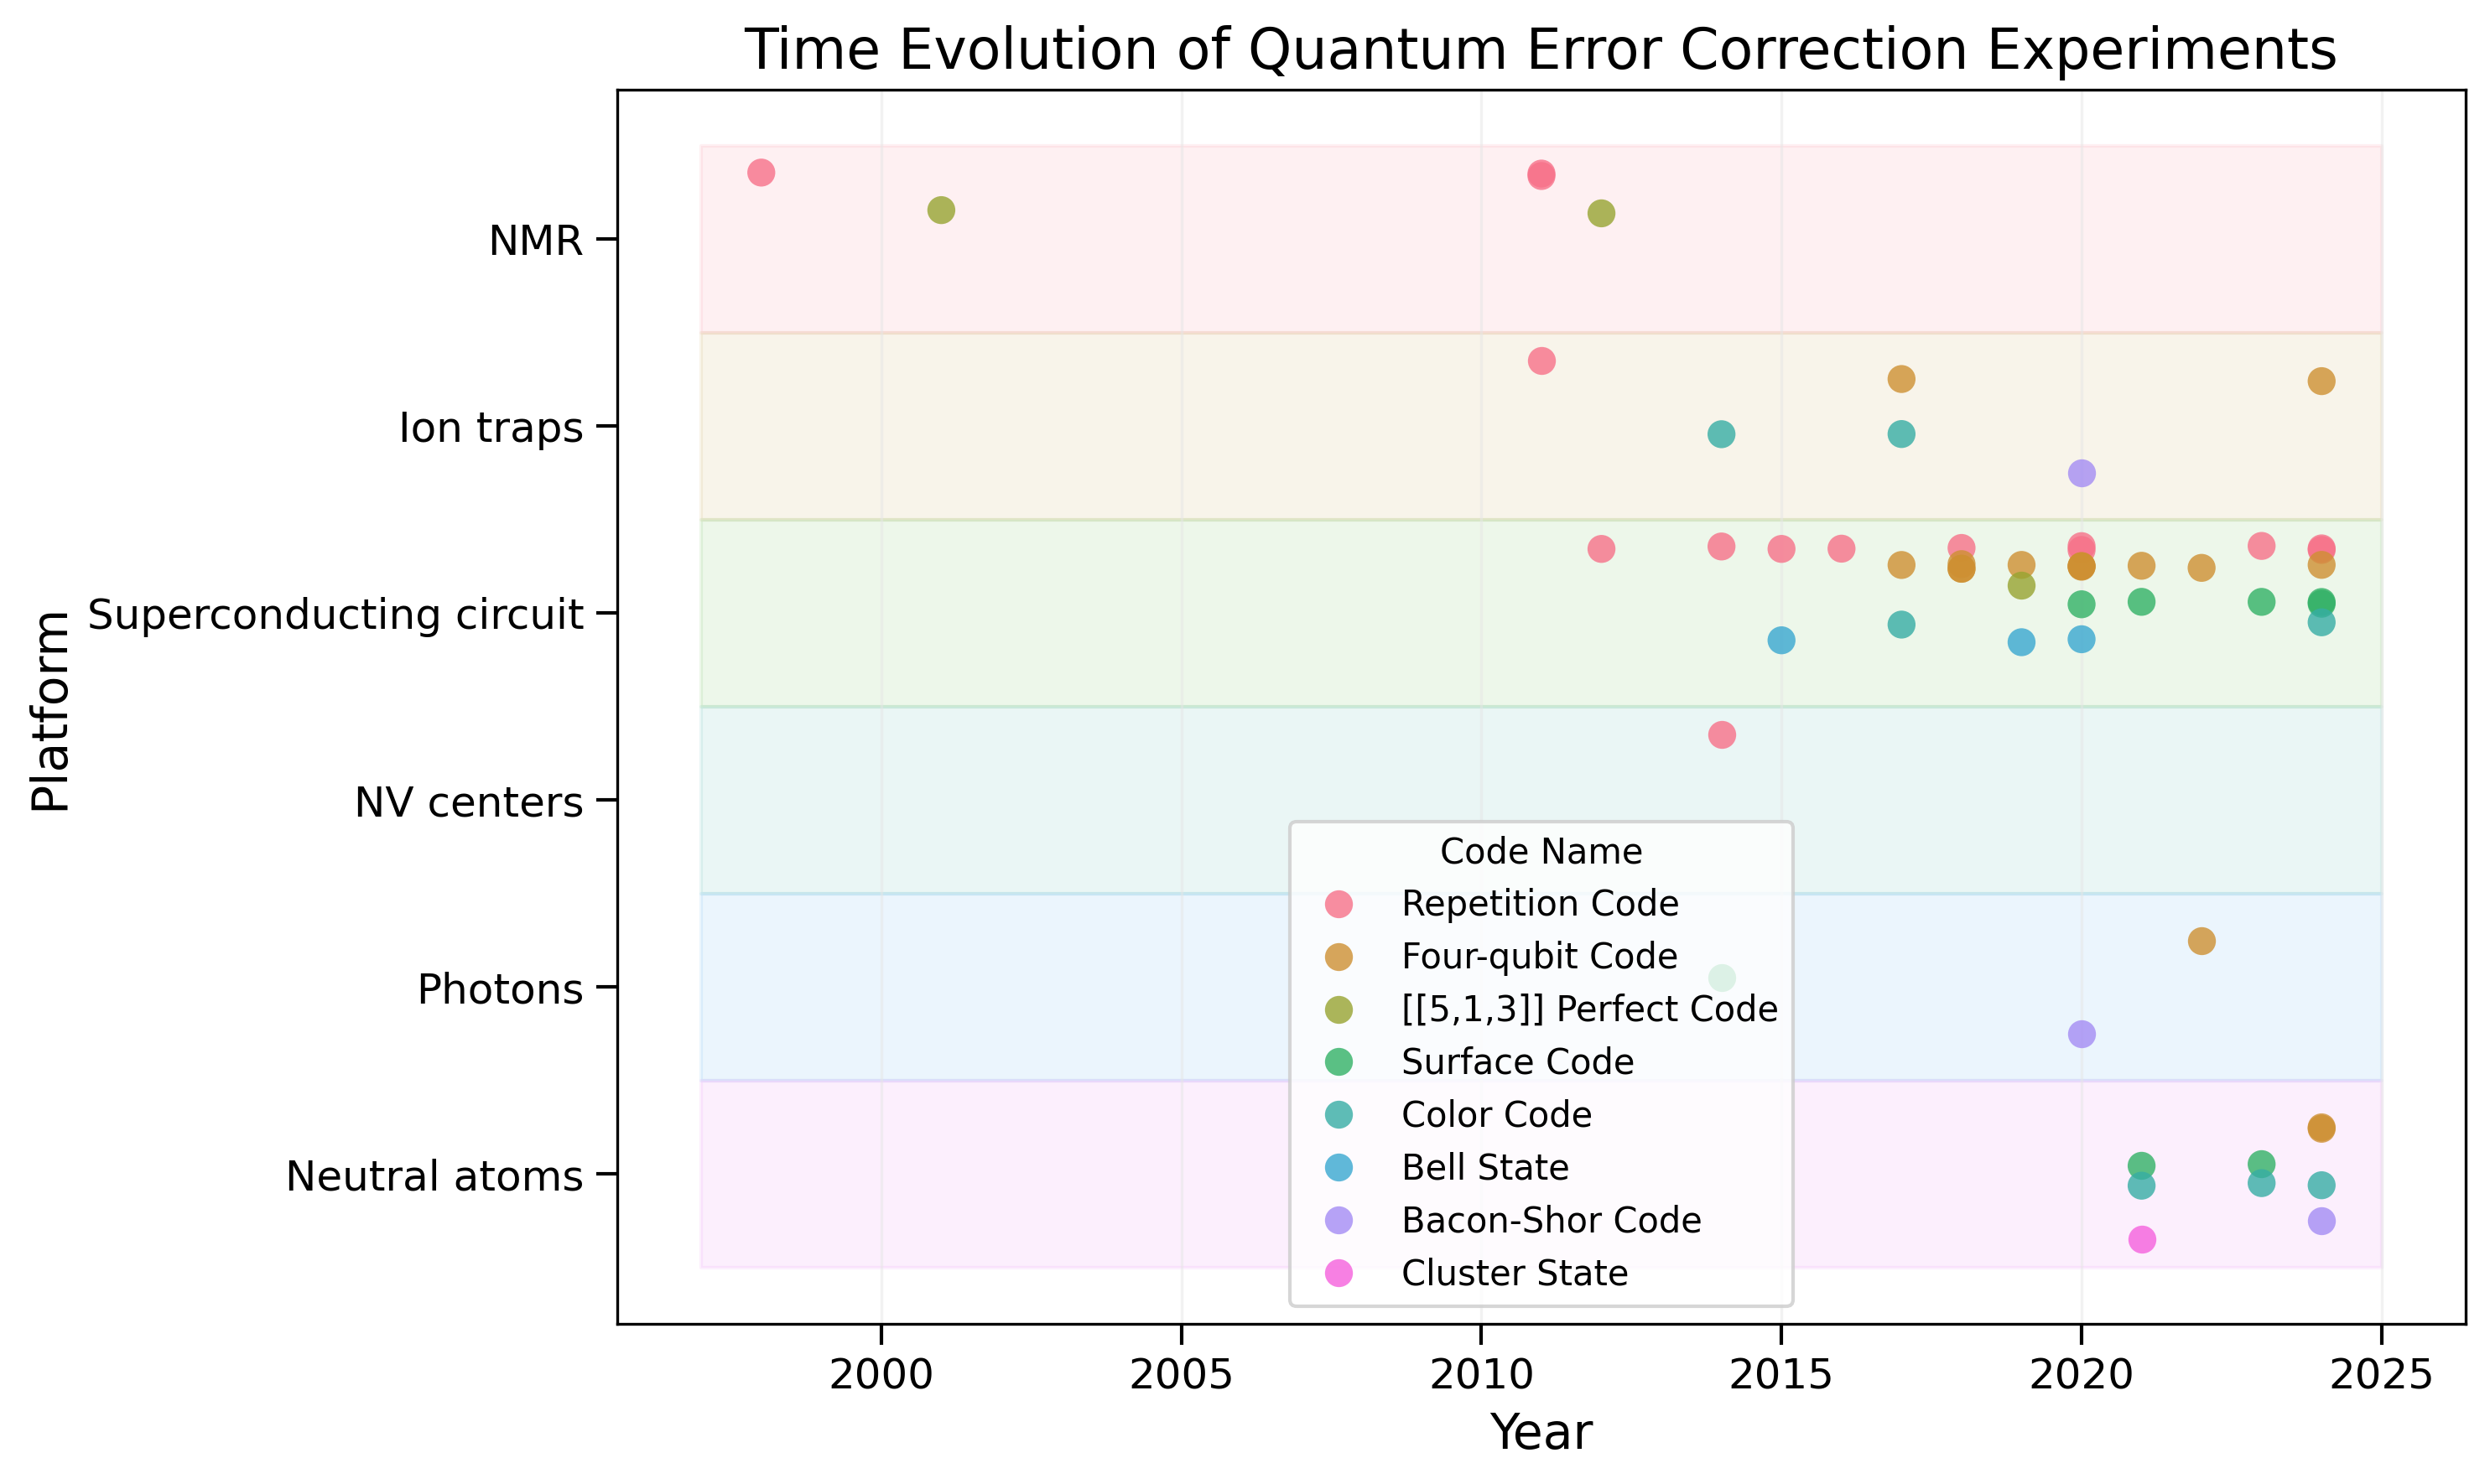 Time Evolution of Quantum Error Correction Experiments
Platform
NMR
Ion traps
Superconducting circuit
NV centers
Photons
Neutral atoms
Code Name
Repetition Code
Four-qubit Code
[[5,1,3]] Perfect Code
Surface Code
Color Code
Bell State
Bacon-Shor Code
Cluster State
2000 2005 2010 2015 2020 2025
Year